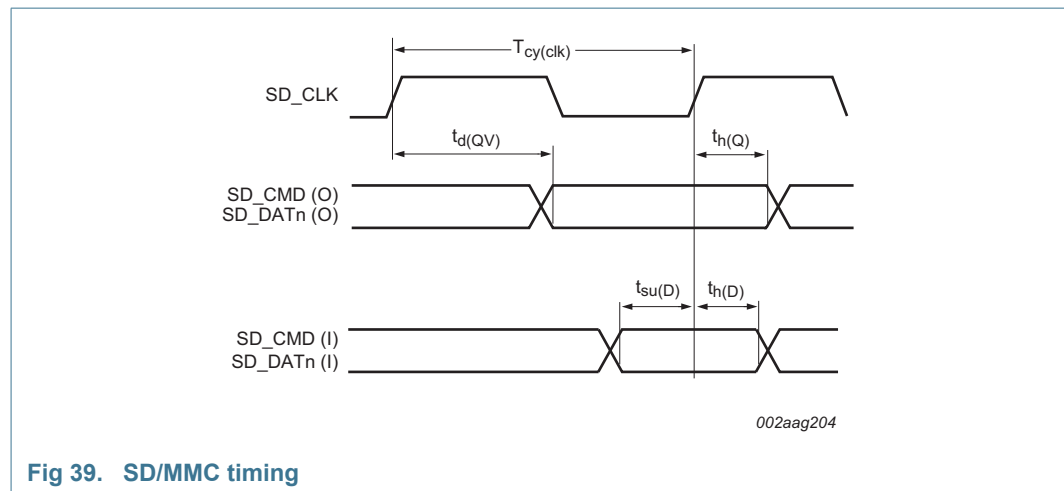 T_cy(clk)
SD_CLK
t_d(QV)
t_h(Q)
SD_CMD (O)
SD_DATn (O)
t_su(D)
t_h(D)
SD_CMD (I)
SD_DATn (I)
002aag204
Fig 39. SD/MMC timing